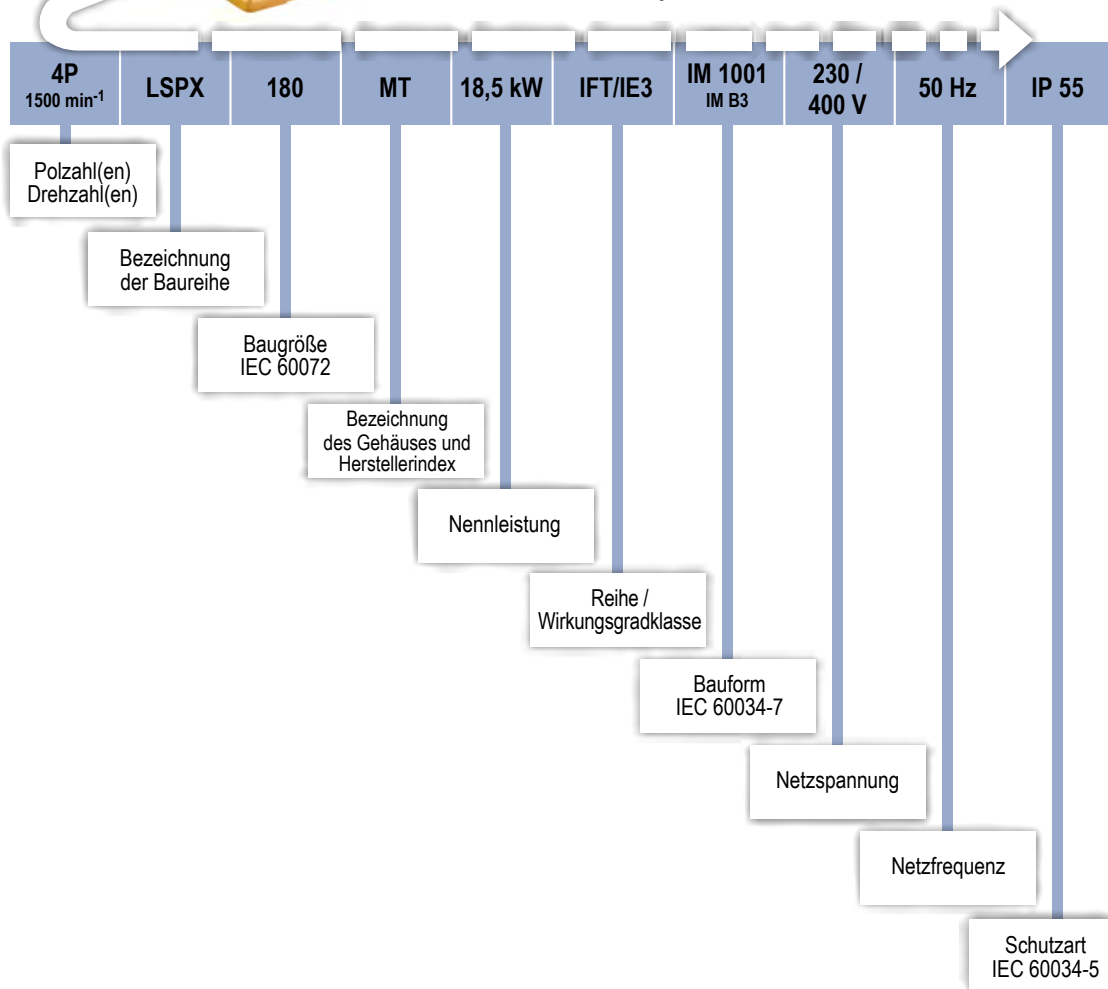 4P
1500 min-1
LSPX
180
MT
18,5 kW
IFT/IE3
IM 1001
IM B3
230 /
400 V
50 Hz
IP 55
Polzahl(en)
Drehzahl(en)
Bezeichnung
der Baureihe
Baugröße
IEC 60072
Bezeichnung
des Gehäuses und
Herstellerindex
Nennleistung
Reihe /
Wirkungsgradklasse
Bauform
IEC 60034-7
Netzspannung
Netzfrequenz
Schutzart
IEC 60034-5